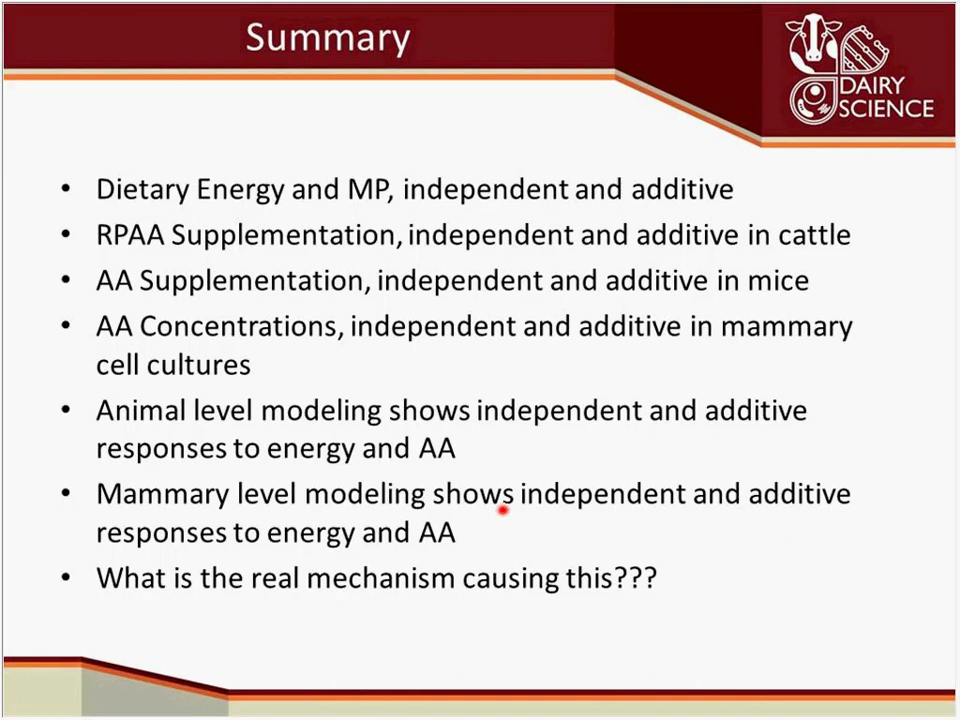 Summary
DAIRY
SCIENCE
• Dietary Energy and MP, independent and additive
• RPAA Supplementation, independent and additive in cattle
• AA Supplementation, independent and additive in mice
• AA Concentrations, independent and additive in mammary
cell cultures
• Animal level modeling shows independent and additive
responses to energy and AA
• Mammary level modeling shows independent and additive
responses to energy and AA
• What is the real mechanism causing this???